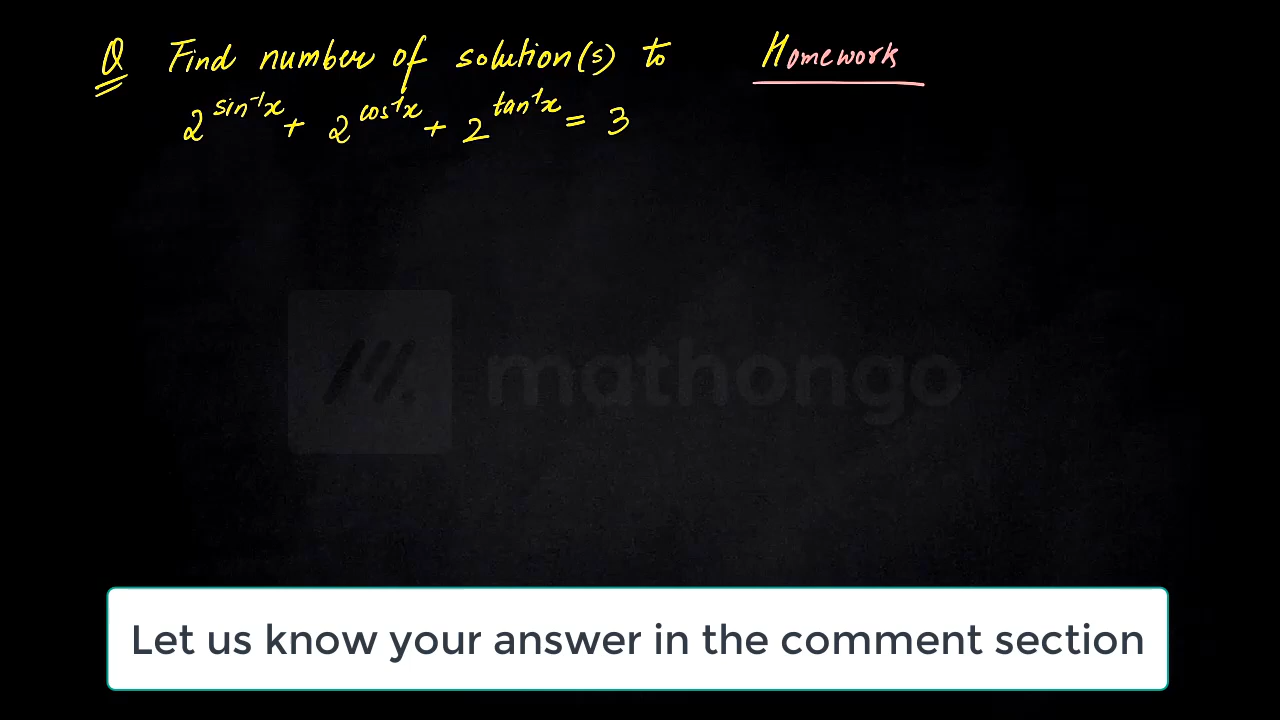 Q Find number of solution(s) to Homework
2^sin⁻¹x + 2^cos⁻¹x + 2^tan⁻¹x = 3
mathongo
Let us know your answer in the comment section